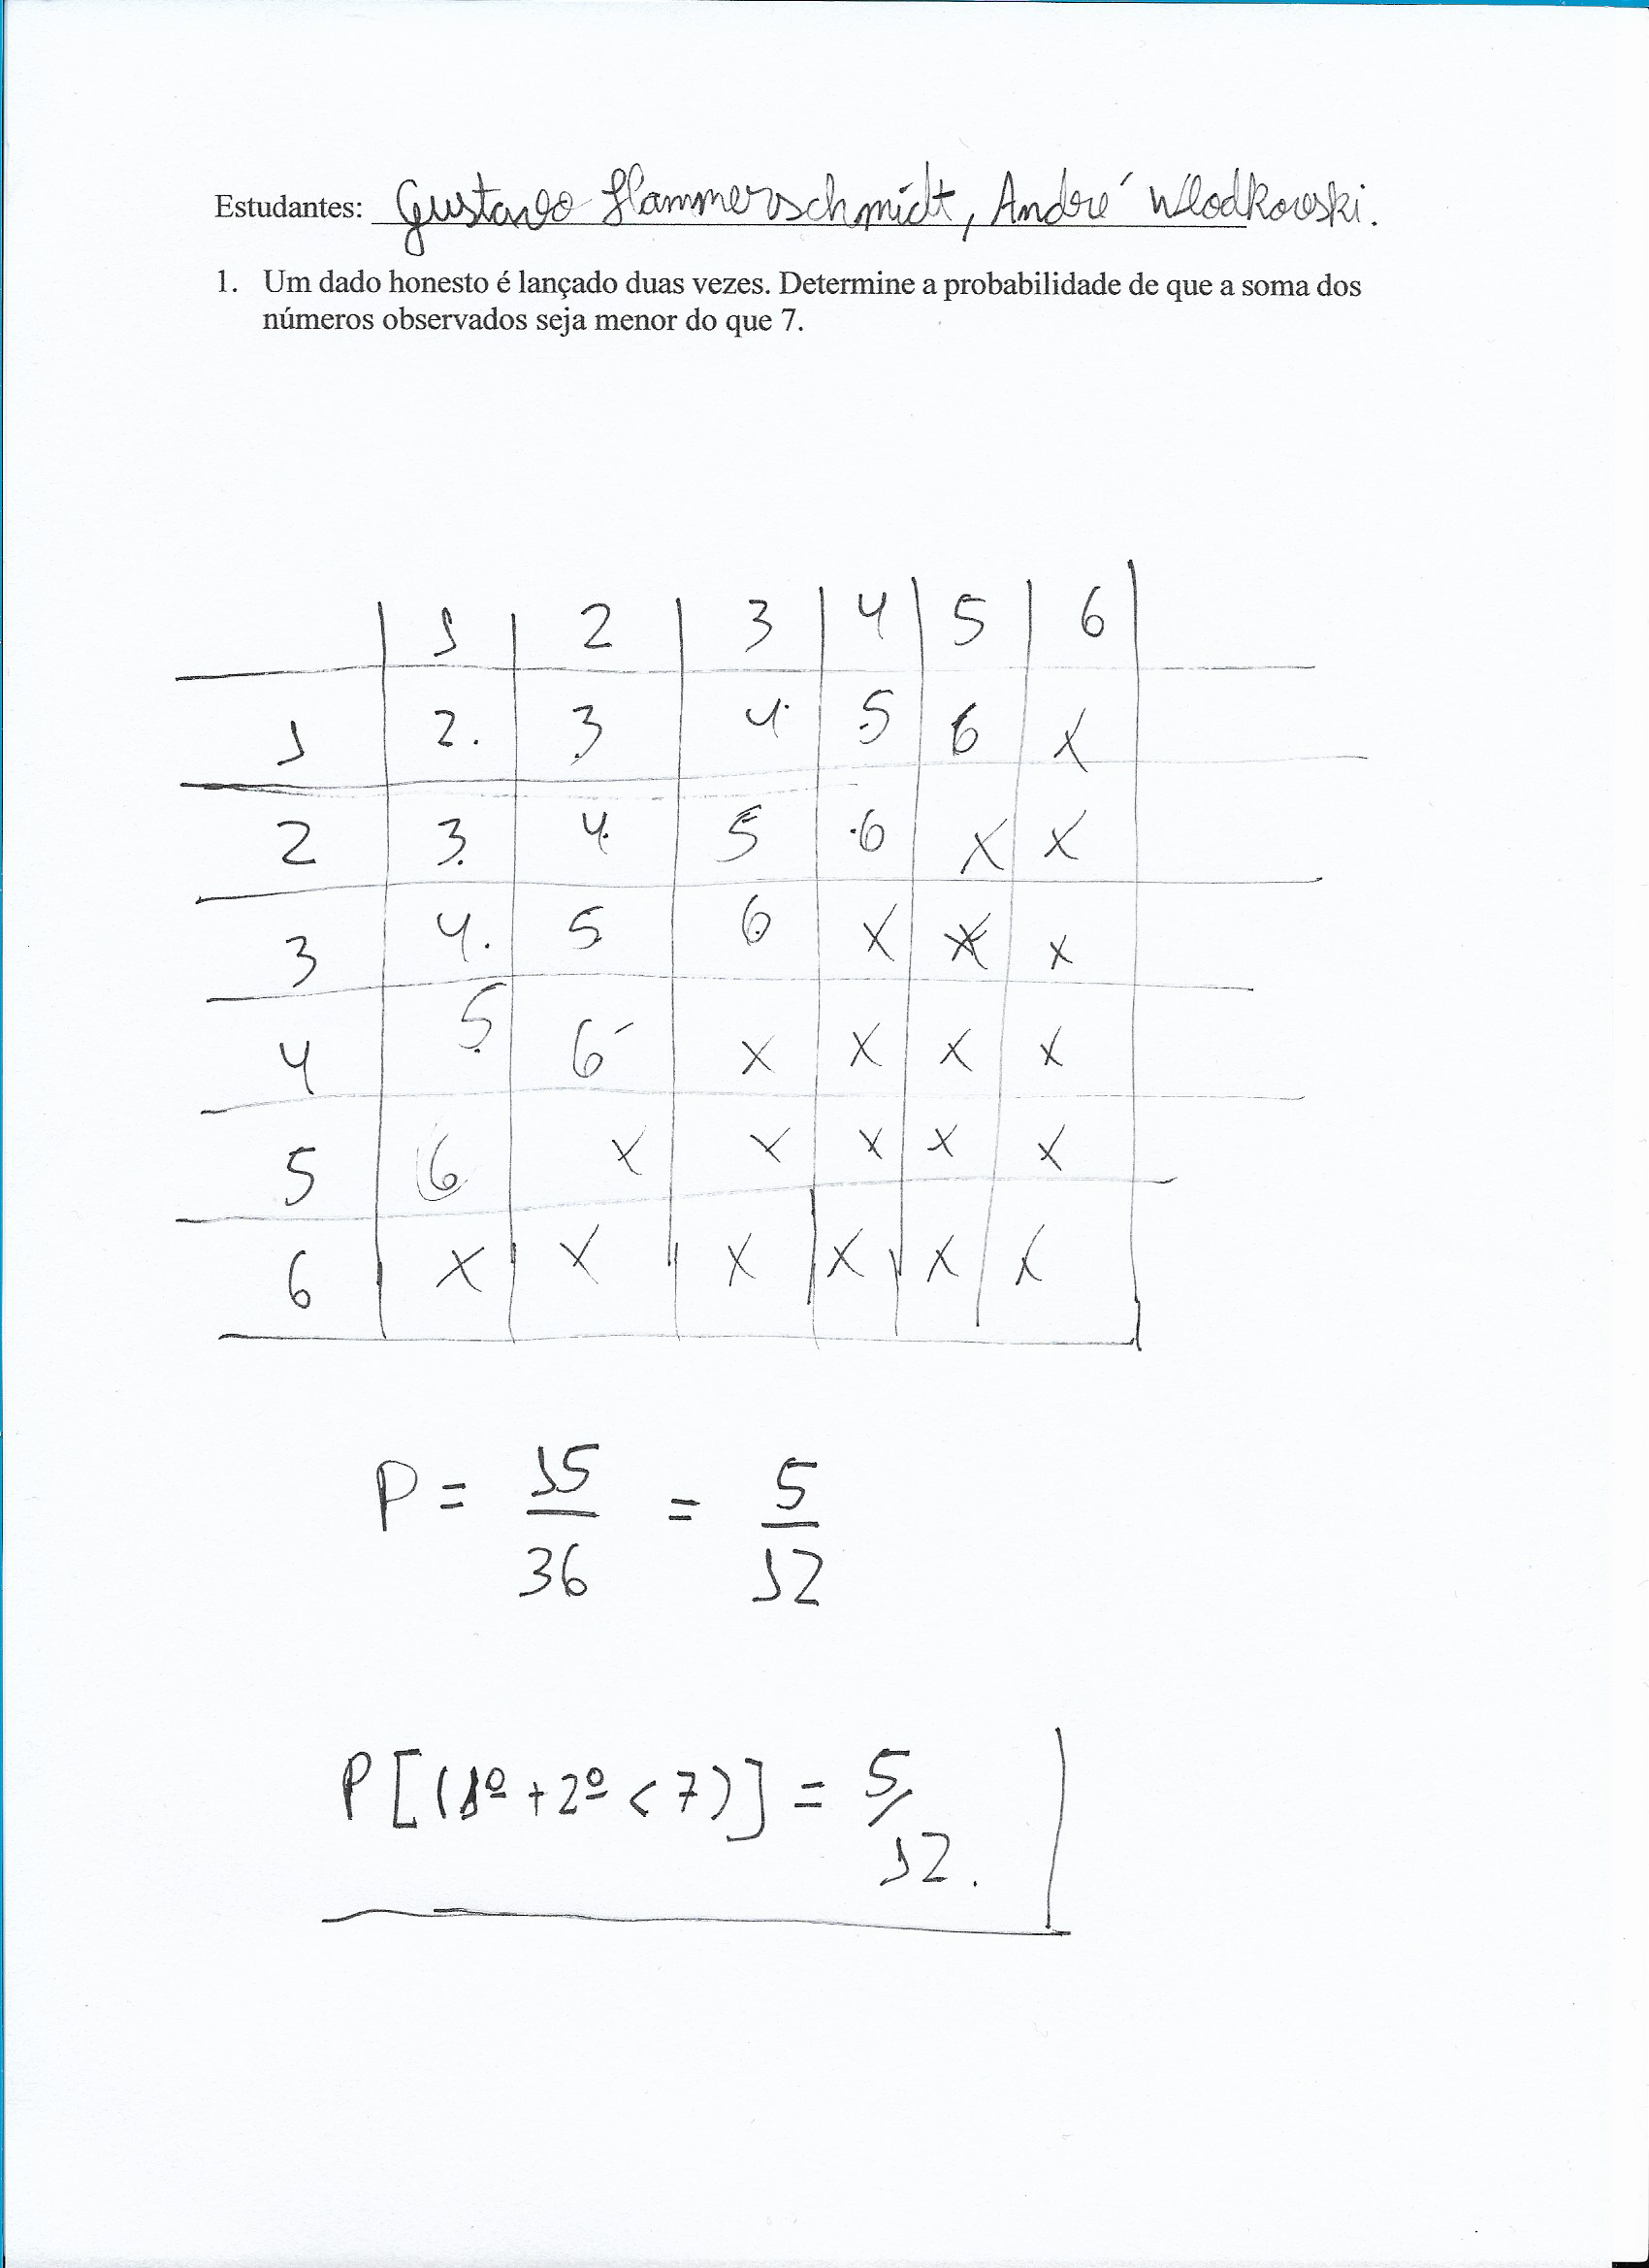 Estudantes: Gustavo Hammerschmidt, André Wlodkowski.
1. Um dado honesto é lançado duas vezes. Determine a probabilidade de que a soma dos
números observados seja menor do que 7.
1 2 3 4 5 6
1 2. 3 4. 5 6 X
2 3. 4. 5 .6 X X
3 4. 5 6 X X X
4 5. 6 X X X X
5 6 X X X X X
6 X X X X X X
P = 15/36 = 5/12
P[(1º + 2º < 7)] = 5/12.